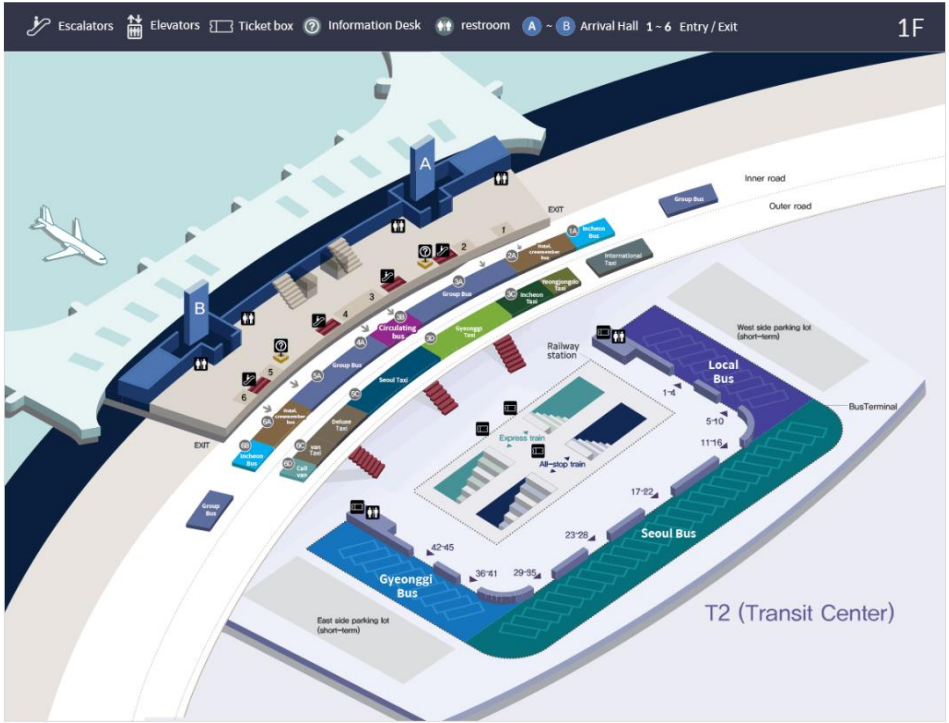 Escalators
Elevators
Ticket box
? Information Desk
restroom
A ~ B Arrival Hall
1 ~ 6 Entry / Exit
1F
A
B
Inner road
Outer road
Group Bus
EXIT
1
2
3
4
5
6
?
?
1A
Incheon
Bus
2A
Hotel,
crewmember
bus
3A
Group Bus
3B
Circulating
bus
4A
5A
Group Bus
6A
Hotel,
crewmember
bus
6B
Incheon
Bus
EXIT
Group
Bus
International
Taxi
Yeongjongdo
Taxi
3C
Incheon
Taxi
3D
Gyeonggi
Taxi
5C
Seoul Taxi
Deluxe
Taxi
6C
van
Taxi
6D
Call
van
West side parking lot
(short-term)
Railway
station
Local
Bus
BusTerminal
1-4
5-10
11-16
17-22
23-28
29-35
36-41
42-45
Express train
All-stop train
Seoul Bus
Gyeonggi
Bus
East side parking lot
(short-term)
T2 (Transit Center)